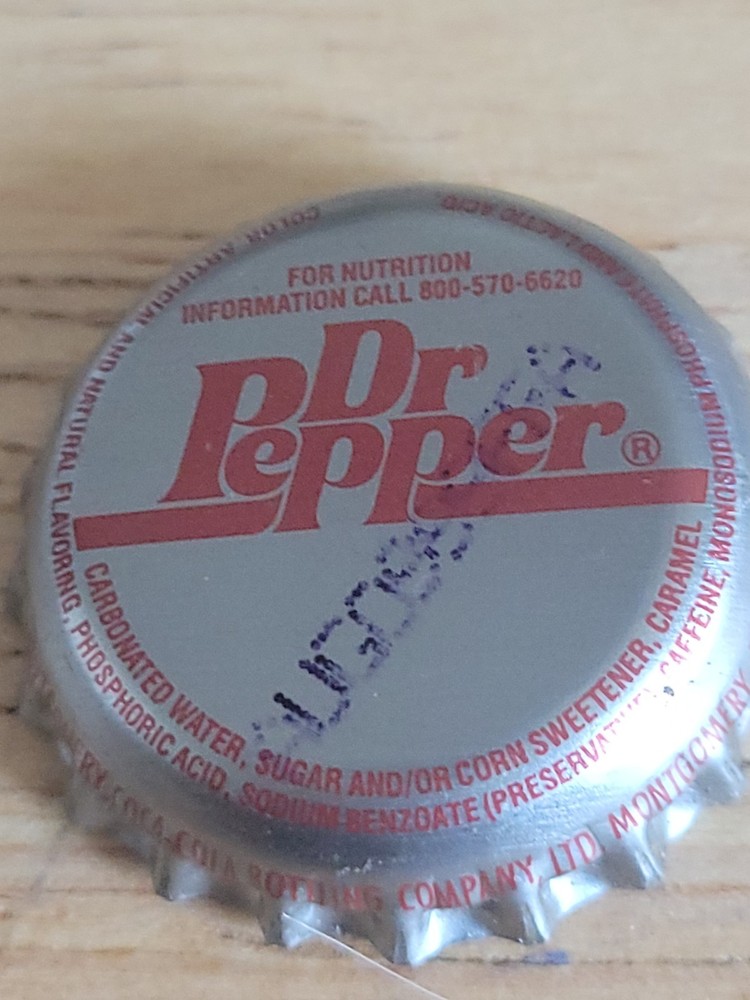 FOR NUTRITION
INFORMATION CALL 800-570-6620
Dr
Pepper®
CARBONATED WATER, SUGAR AND/OR CORN SWEETENER, CARAMEL
COLOR, ARTIFICIAL AND NATURAL FLAVORING, PHOSPHORIC ACID, SODIUM BENZOATE (PRESERVATIVE), CAFFEINE, MONOSODIUM PHOSPHATE AND LACTIC ACID
COCA-COLA BOTTLING COMPANY, LTD. MONTGOMERY